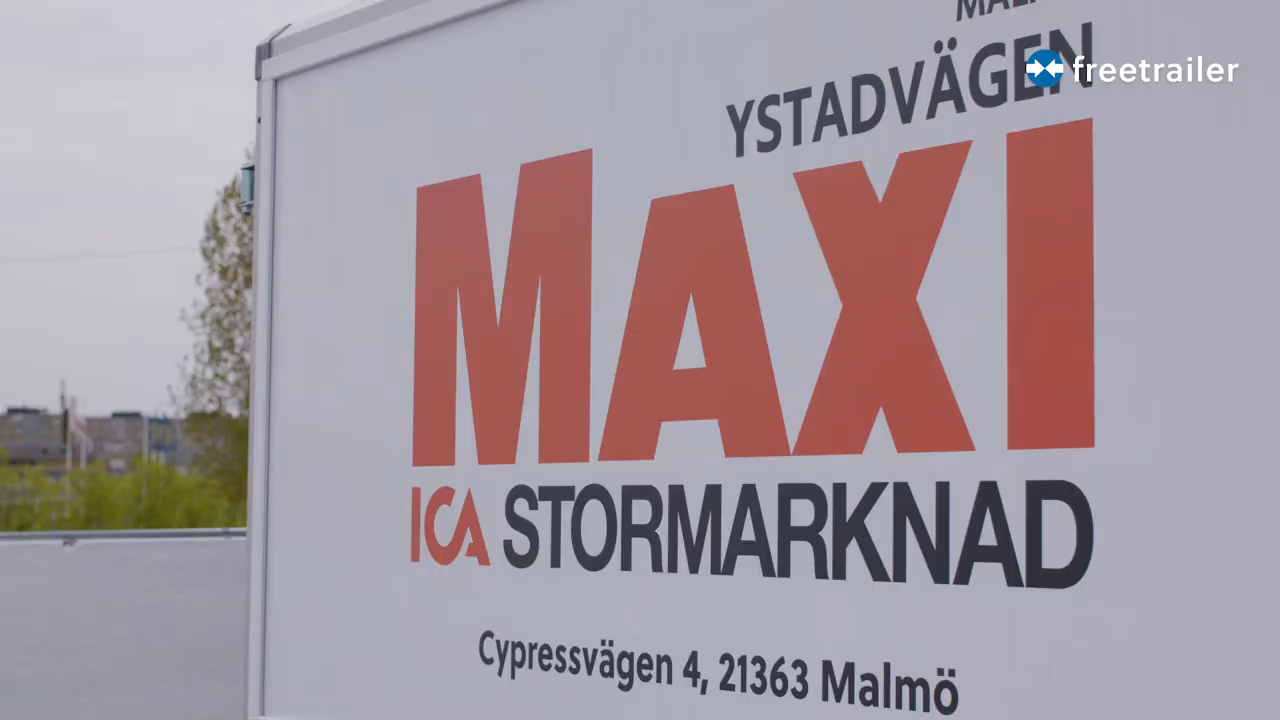 YSTADVÄGEN
freetrailer
MAXI
ICA STORMARKNAD
Cypressvägen 4, 21363 Malmö